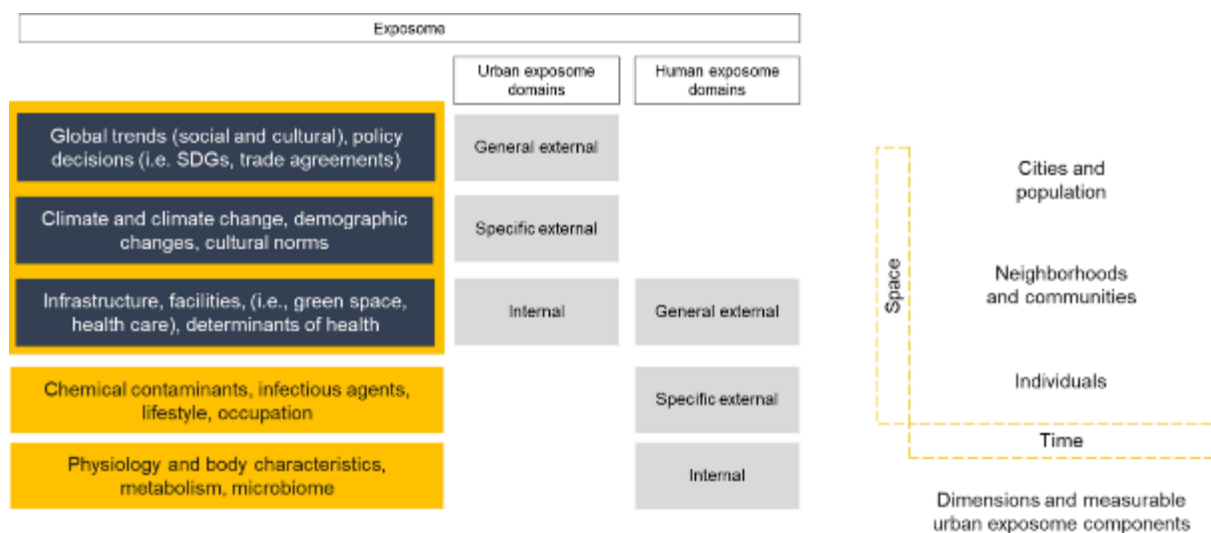 Exposome
Urban exposome
domains
Human exposome
domains
Global trends (social and cultural), policy
decisions (i.e. SDGs, trade agreements)
General external
Climate and climate change, demographic
changes, cultural norms
Specific external
Infrastructure, facilities, (i.e., green space,
health care), determinants of health
Internal
General external
Chemical contaminants, infectious agents,
lifestyle, occupation
Specific external
Physiology and body characteristics,
metabolism, microbiome
Internal
Space
Cities and
population
Neighborhoods
and communities
Individuals
Time
Dimensions and measurable
urban exposome components